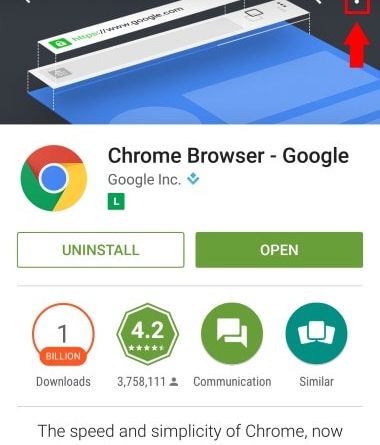 https://www.google.com
Chrome Browser - Google
Google Inc.
L
UNINSTALL
OPEN
1
BILLION
4.2
Downloads
3,758,111
Communication
Similar
The speed and simplicity of Chrome, now